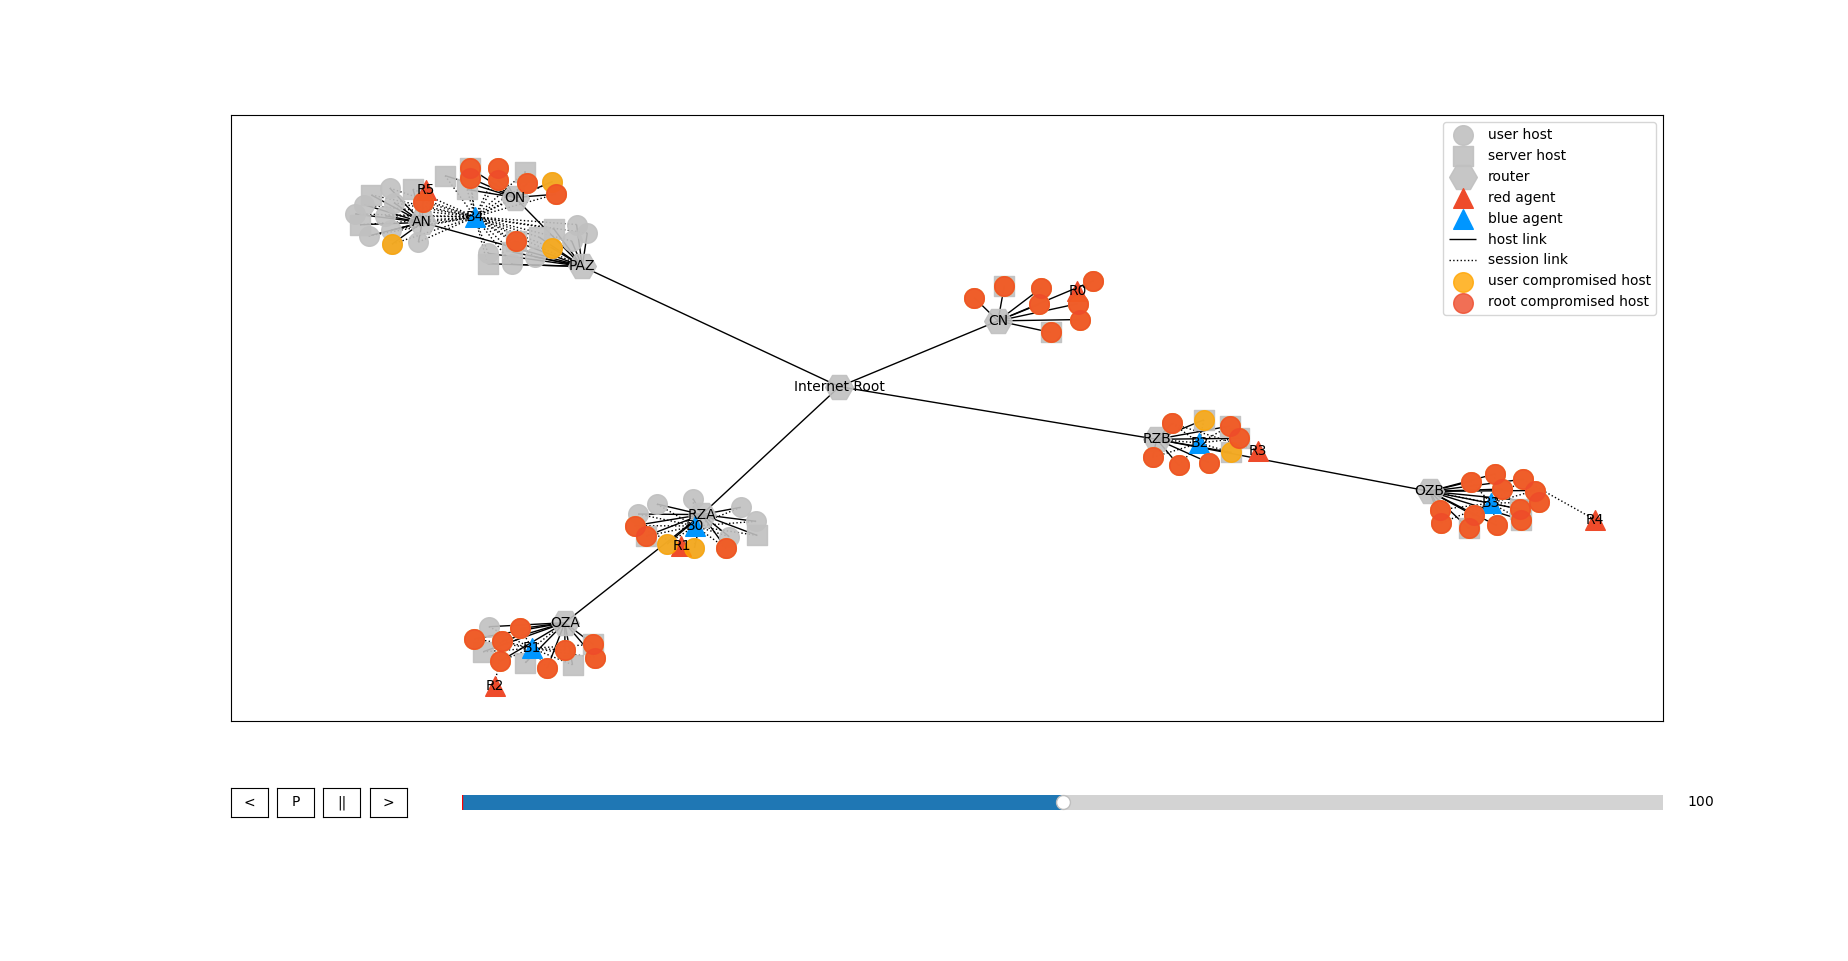 user host
server host
router
red agent
blue agent
host link
session link
user compromised host
root compromised host
R5
ON
B4
AN
PAZ
R0
CN
Internet Root
RZB
B2
R3
OZB
B3
R4
RZA
B0
R1
OZA
B1
R2
< P || > 100